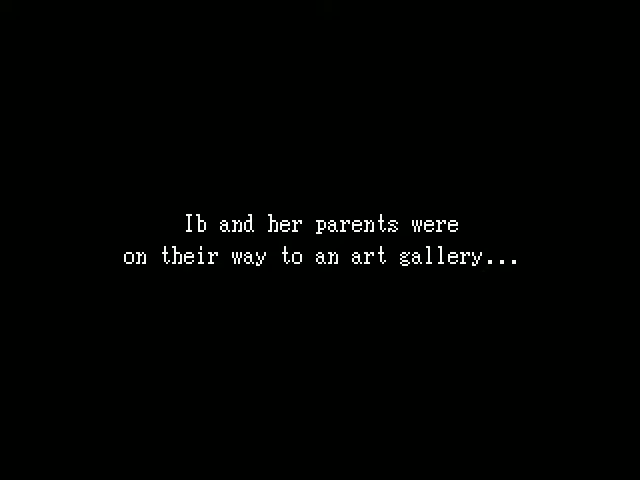 Ib and her parents were
on their way to an art gallery...